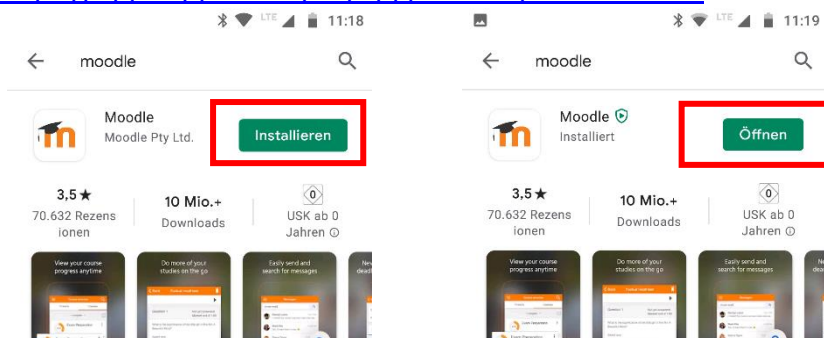 LTE 11:18
moodle
Moodle
Moodle Pty Ltd.
Installieren
3,5★
70.632 Rezens
ionen
10 Mio.+
Downloads
0
USK ab 0
Jahren
View your course
progress anytime
Do more of your
studies on the go
Easily send and
search for messages
LTE 11:19
moodle
Moodle
Installiert
Öffnen
3,5★
70.632 Rezens
ionen
10 Mio.+
Downloads
0
USK ab 0
Jahren
View your course
progress anytime
Do more of your
studies on the go
Easily send and
search for messages